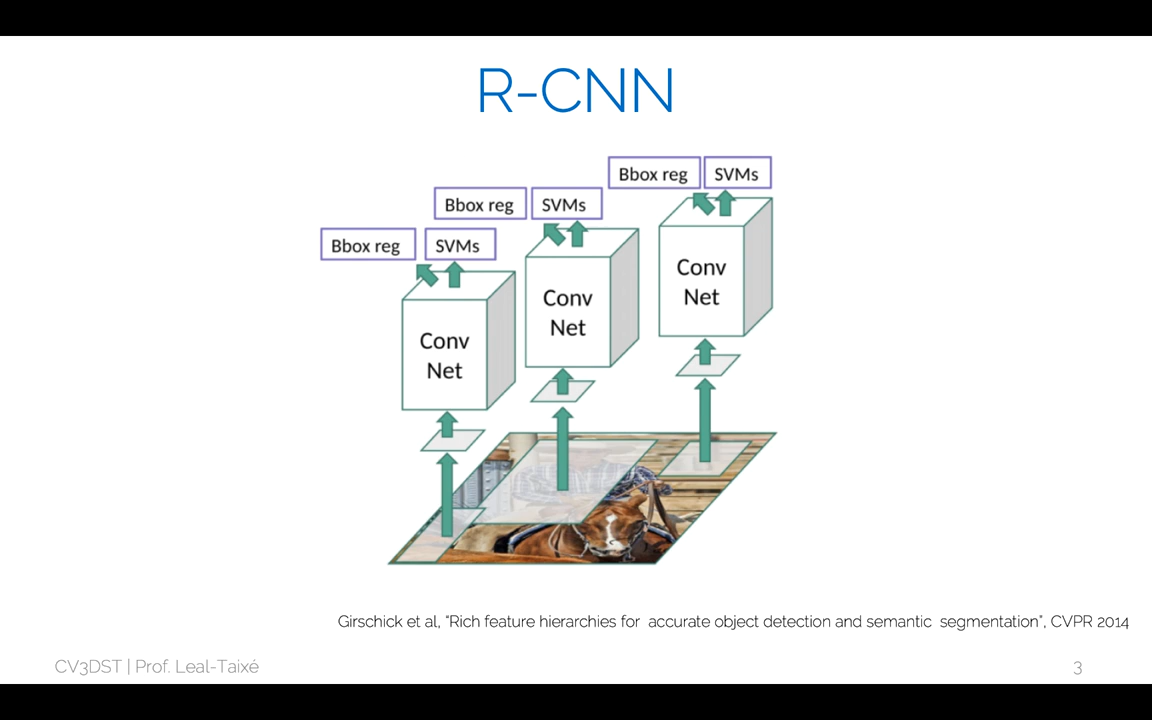 R-CNN
Bbox reg SVMs
Bbox reg SVMs
Bbox reg SVMs
Conv
Net
Conv
Net
Conv
Net
Girschick et al, “Rich feature hierarchies for accurate object detection and semantic segmentation”, CVPR 2014
CV3DST | Prof. Leal-Taixé
3